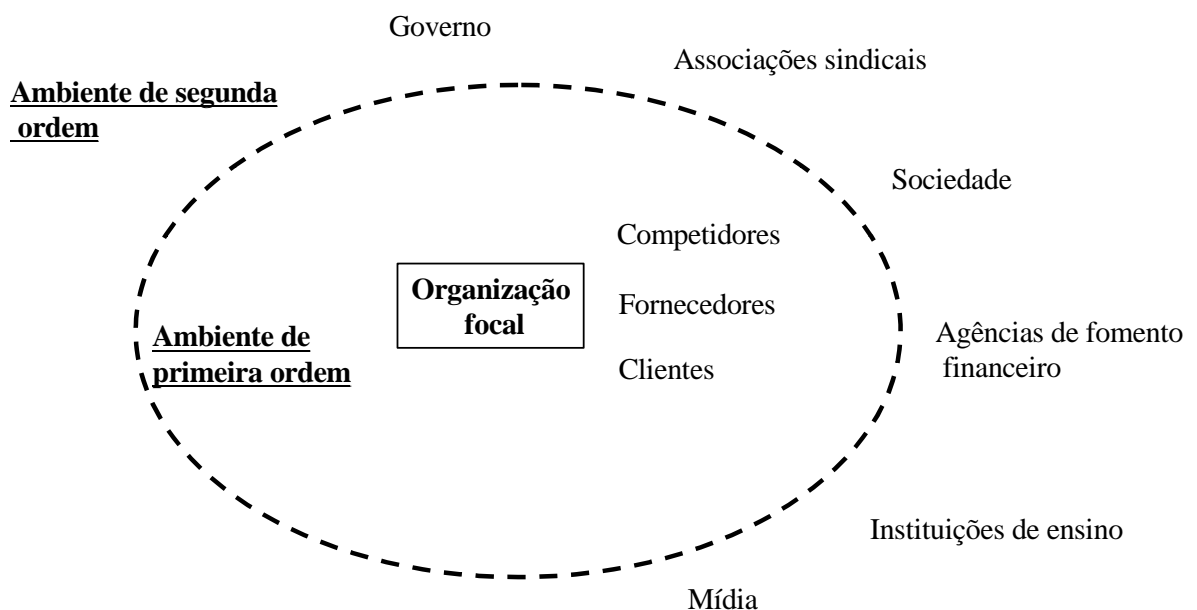 Governo
Associações sindicais
Ambiente de segunda
ordem
Sociedade
Competidores
Organização
focal
Fornecedores
Ambiente de
primeira ordem
Clientes
Agências de fomento
financeiro
Instituições de ensino
Mídia